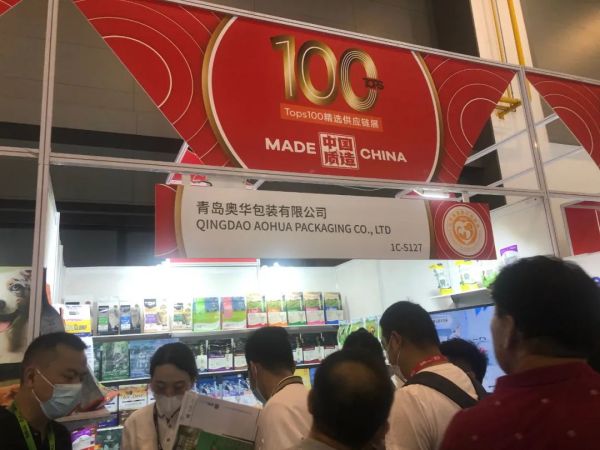 100
TOPS
Tops100精选供应链展
MADE 中国质造 CHINA
青岛奥华包装有限公司
QINGDAO AOHUA PACKAGING CO., LTD
1C-S127